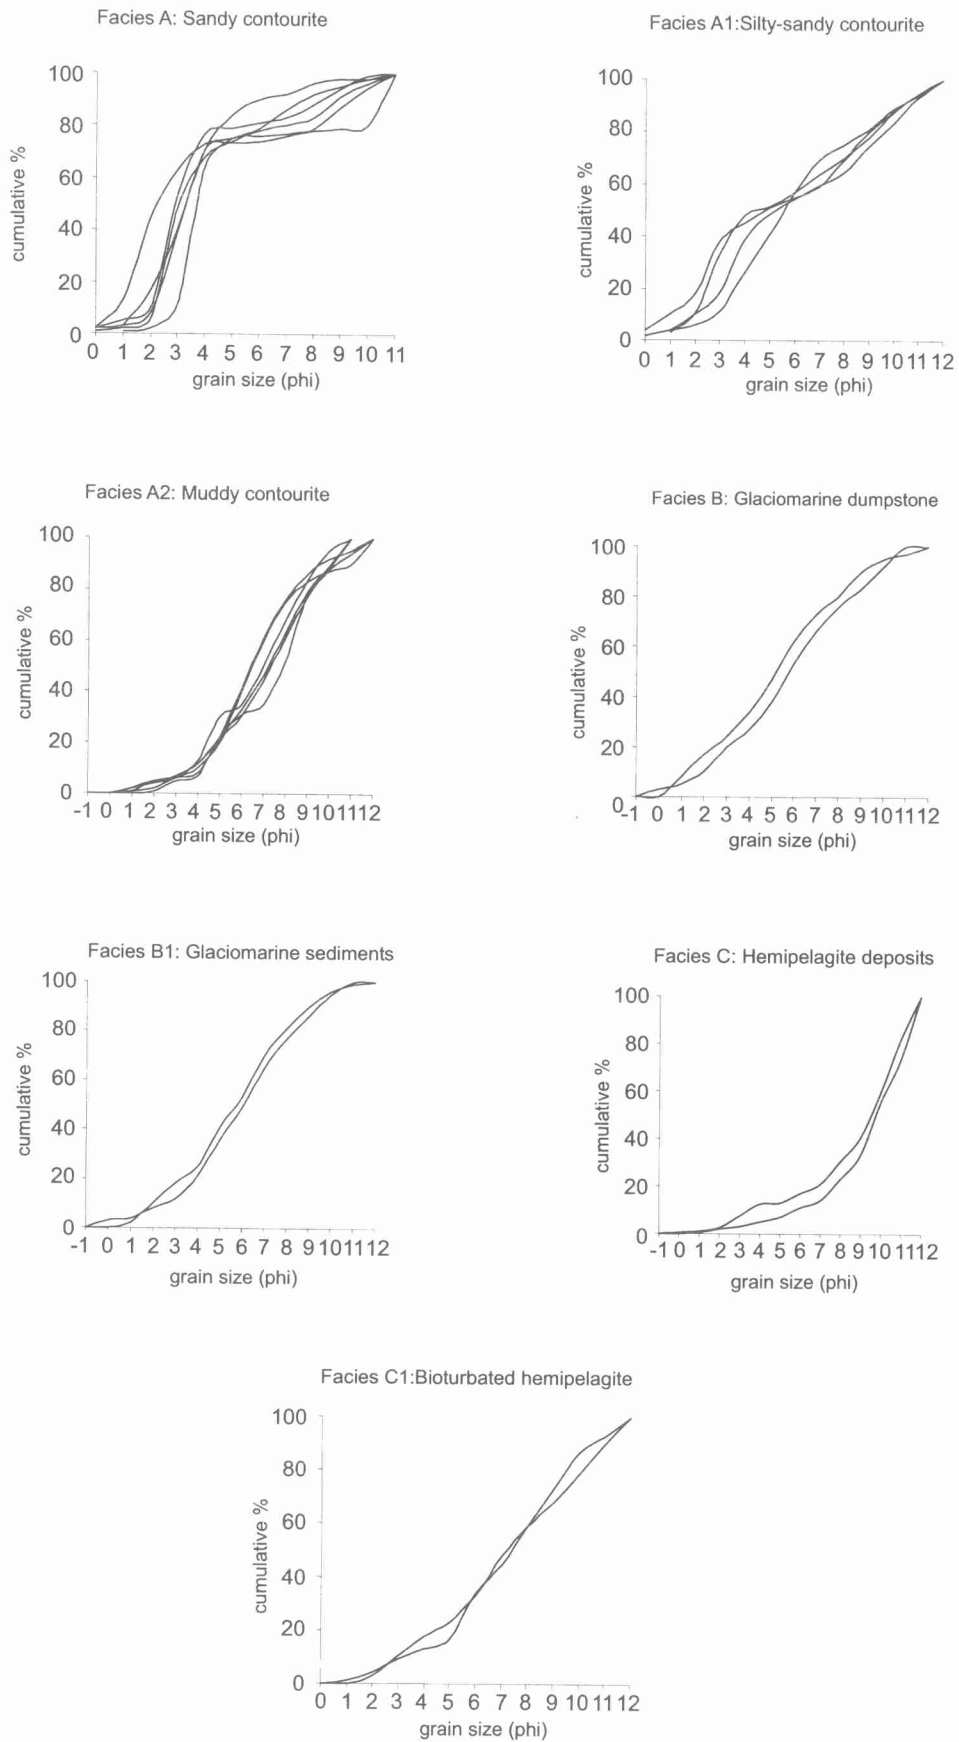 Facies A: Sandy contourite
100
80
60
40
20
0
cumulative %
0 1 2 3 4 5 6 7 8 9 10 11
grain size (phi)
Facies A1:Silty-sandy contourite
100
80
60
40
20
0
cumulative %
0 1 2 3 4 5 6 7 8 9 10 11 12
grain size (phi)
Facies A2: Muddy contourite
100
80
60
40
20
0
cumulative %
-1 0 1 2 3 4 5 6 7 8 9 10 11 12
grain size (phi)
Facies B: Glaciomarine dumpstone
100
80
60
40
20
0
cumulative %
-1 0 1 2 3 4 5 6 7 8 9 10 11 12
grain size (phi)
Facies B1: Glaciomarine sediments
100
80
60
40
20
0
cumulative %
-1 0 1 2 3 4 5 6 7 8 9 10 11 12
grain size (phi)
Facies C: Hemipelagite deposits
100
80
60
40
20
0
cumulative %
-1 0 1 2 3 4 5 6 7 8 9 10 11 12
grain size (phi)
Facies C1:Bioturbated hemipelagite
100
80
60
40
20
0
cumulative %
0 1 2 3 4 5 6 7 8 9 10 11 12
grain size (phi)